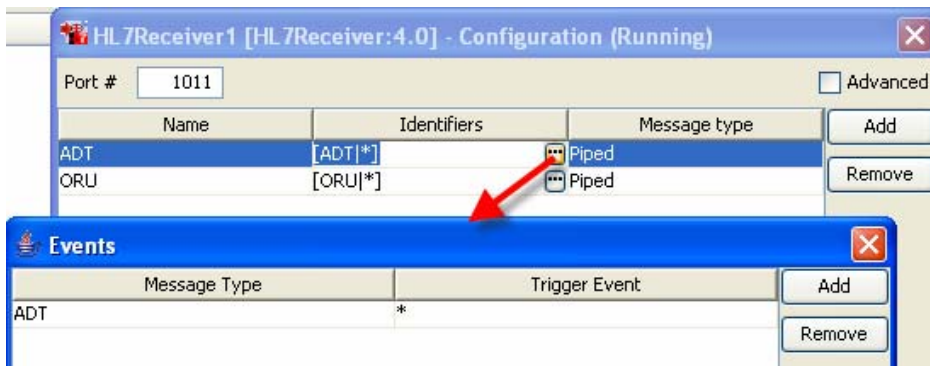 HL7Receiver1 [HL7Receiver:4.0] - Configuration (Running)
Port # 1011 Advanced
Name Identifiers Message type Add
ADT [ADT|*] Piped
ORU [ORU|*] Piped Remove
Events
Message Type Trigger Event Add
ADT *
Remove